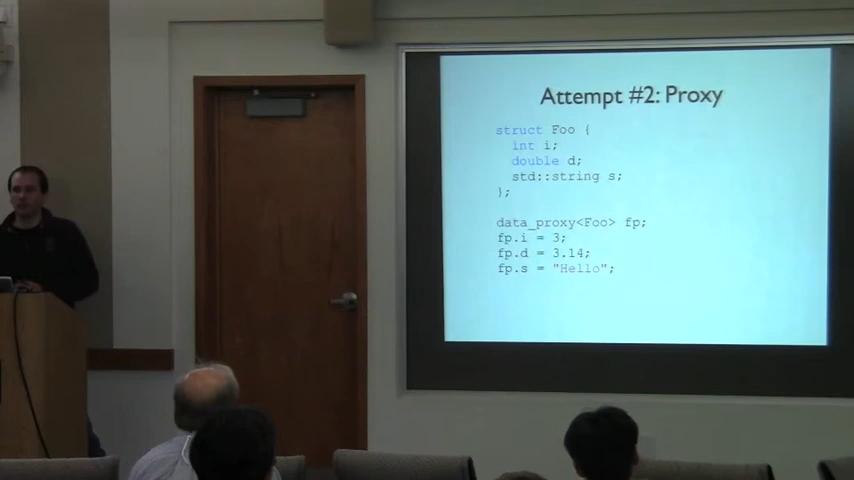 Attempt #2: Proxy
struct Foo {
int i;
double d;
std::string s;
};
data_proxy<Foo> fp;
fp.i = 3;
fp.d = 3.14;
fp.s = "Hello";